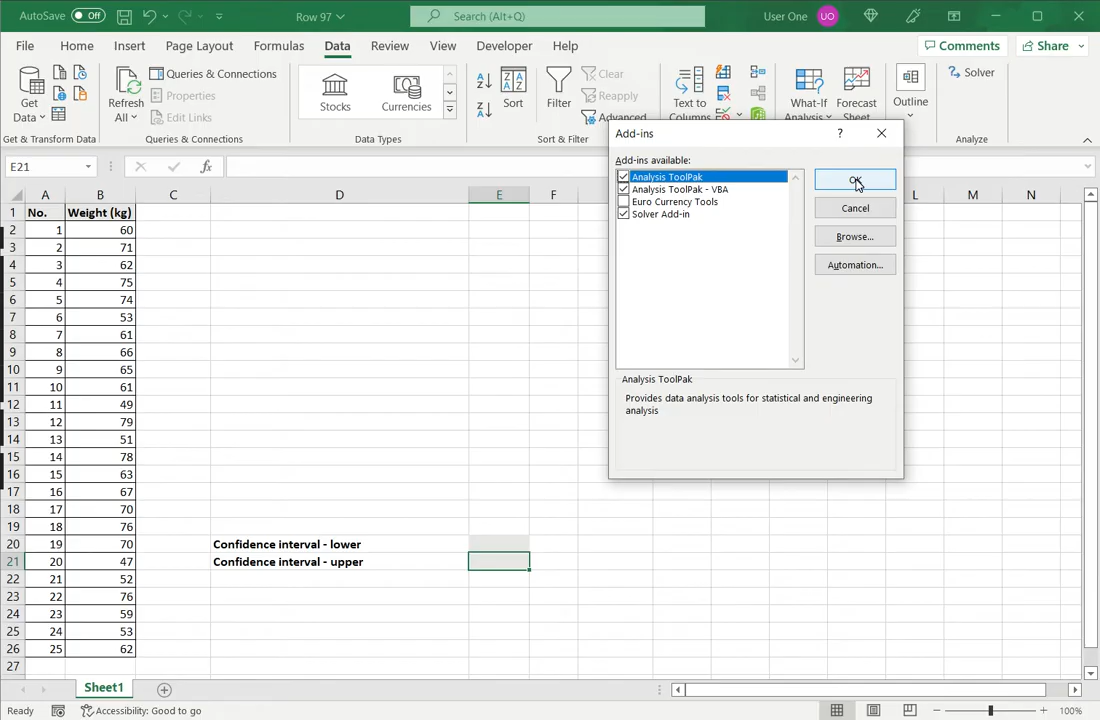 AutoSave Off Row 97 Search (Alt+Q) User One UO
File Home Insert Page Layout Formulas Data Review View Developer Help Comments Share
Get Data
Refresh All
Queries & Connections
Properties
Edit Links
Stocks Currencies
Sort
Filter
Clear
Reapply
Advanced
Text to Columns
What-If Analysis
Forecast Sheet
Outline
Solver
Get & Transform Data Queries & Connections Data Types Sort & Filter Analyze
E21 fx
A B C D E F L M N
1 No. Weight (kg)
2 1 60
3 2 71
4 3 62
5 4 75
6 5 74
7 6 53
8 7 61
9 8 66
10 9 65
11 10 61
12 11 49
13 12 79
14 13 51
15 14 78
16 15 63
17 16 67
18 17 70
19 18 76
20 19 70 Confidence interval - lower
21 20 47 Confidence interval - upper
22 21 52
23 22 76
24 23 59
25 24 53
26 25 62
27
Add-ins ?
Add-ins available:
Analysis ToolPak
Analysis ToolPak - VBA
Euro Currency Tools
Solver Add-in
OK
Cancel
Browse...
Automation...
Analysis ToolPak
Provides data analysis tools for statistical and engineering
analysis
Sheet1
Ready Accessibility: Good to go 100%